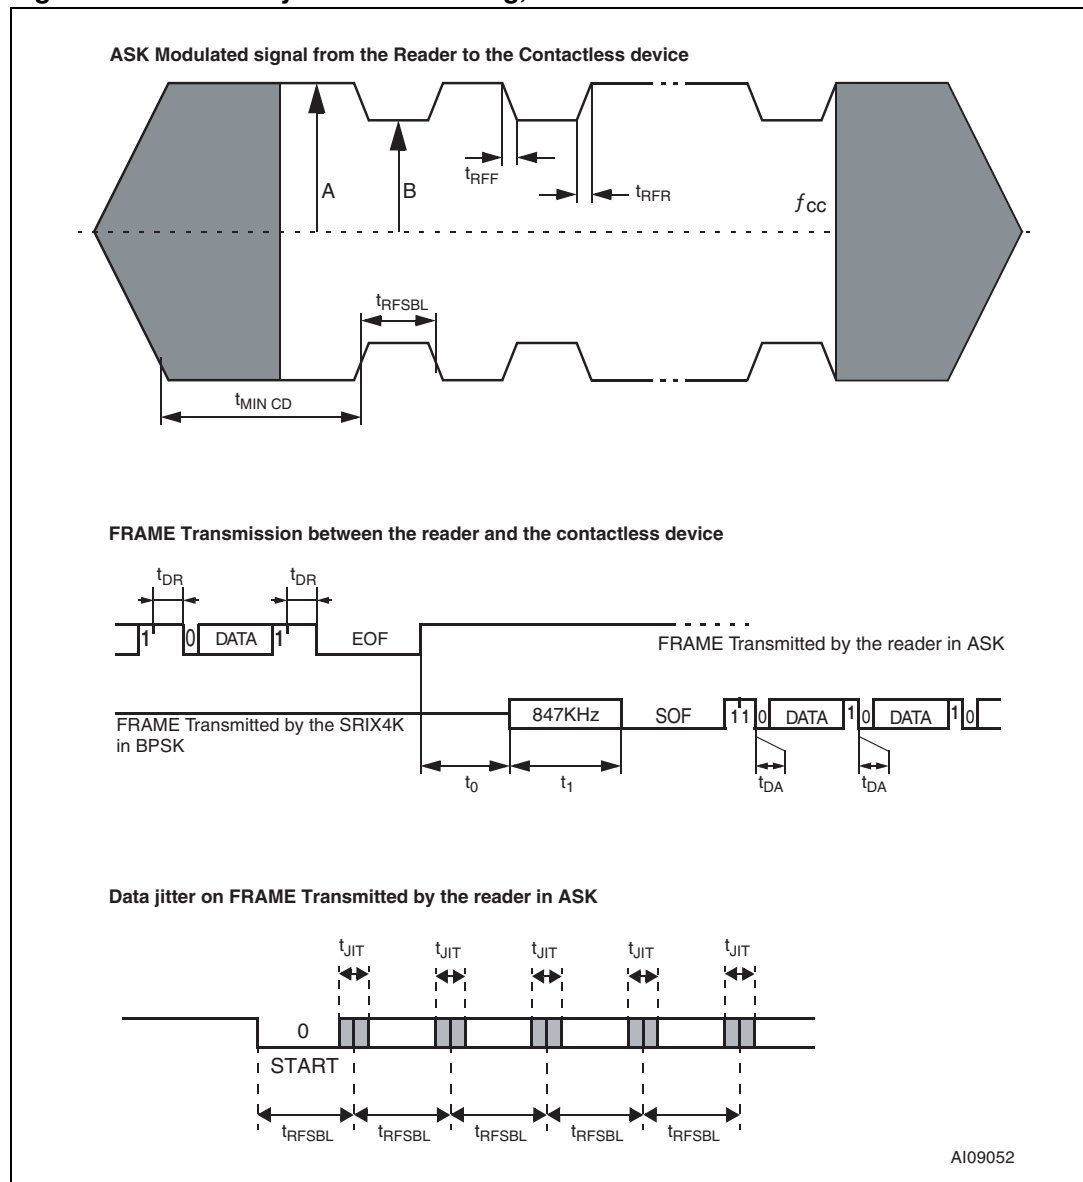 ASK Modulated signal from the Reader to the Contactless device
A
B
tRFF
tRFR
ƒcc
tRFSBL
tMIN CD
FRAME Transmission between the reader and the contactless device
tDR
tDR
1
0
DATA
1
EOF
FRAME Transmitted by the reader in ASK
FRAME Transmitted by the SRIX4K
in BPSK
847KHz
SOF
1 1
0
DATA
1
0
DATA
1
0
t0
t1
tDA
tDA
Data jitter on FRAME Transmitted by the reader in ASK
tJIT
tJIT
tJIT
tJIT
tJIT
0
START
tRFSBL
tRFSBL
tRFSBL
tRFSBL
tRFSBL
AI09052